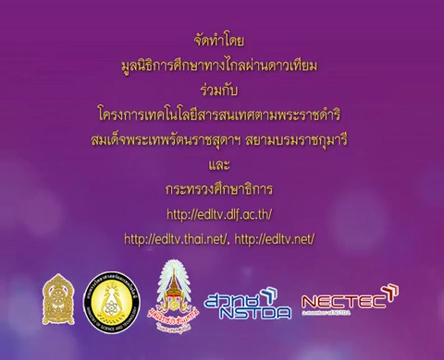 จัดทำโดย
มูลนิธิการศึกษาทางไกลผ่านดาวเทียม
ร่วมกับ
โครงการเทคโนโลยีสารสนเทศตามพระราชดำริ
สมเด็จพระเทพรัตนราชสุดาฯ สยามบรมราชกุมารี
และ
กระทรวงศึกษาธิการ
http://edltv.dlf.ac.th/
http://edltv.thai.net/, http://edltv.net/
สวทช
NSTDA
NECTEC